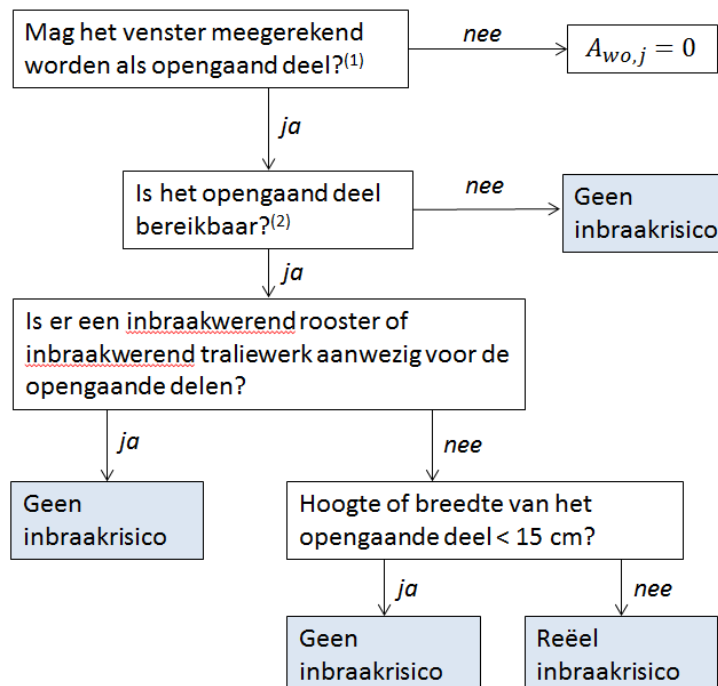 Mag het venster meegerekend
worden als opengaand deel?(1)
nee
A_{wo,j} = 0
ja
Is het opengaand deel
bereikbaar?(2)
nee
Geen
inbraakrisico
ja
Is er een inbraakwerend rooster of
inbraakwerend traliewerk aanwezig voor de
opengaande delen?
ja
nee
Geen
inbraakrisico
Hoogte of breedte van het
opengaande deel < 15 cm?
ja
nee
Geen
inbraakrisico
Reëel
inbraakrisico